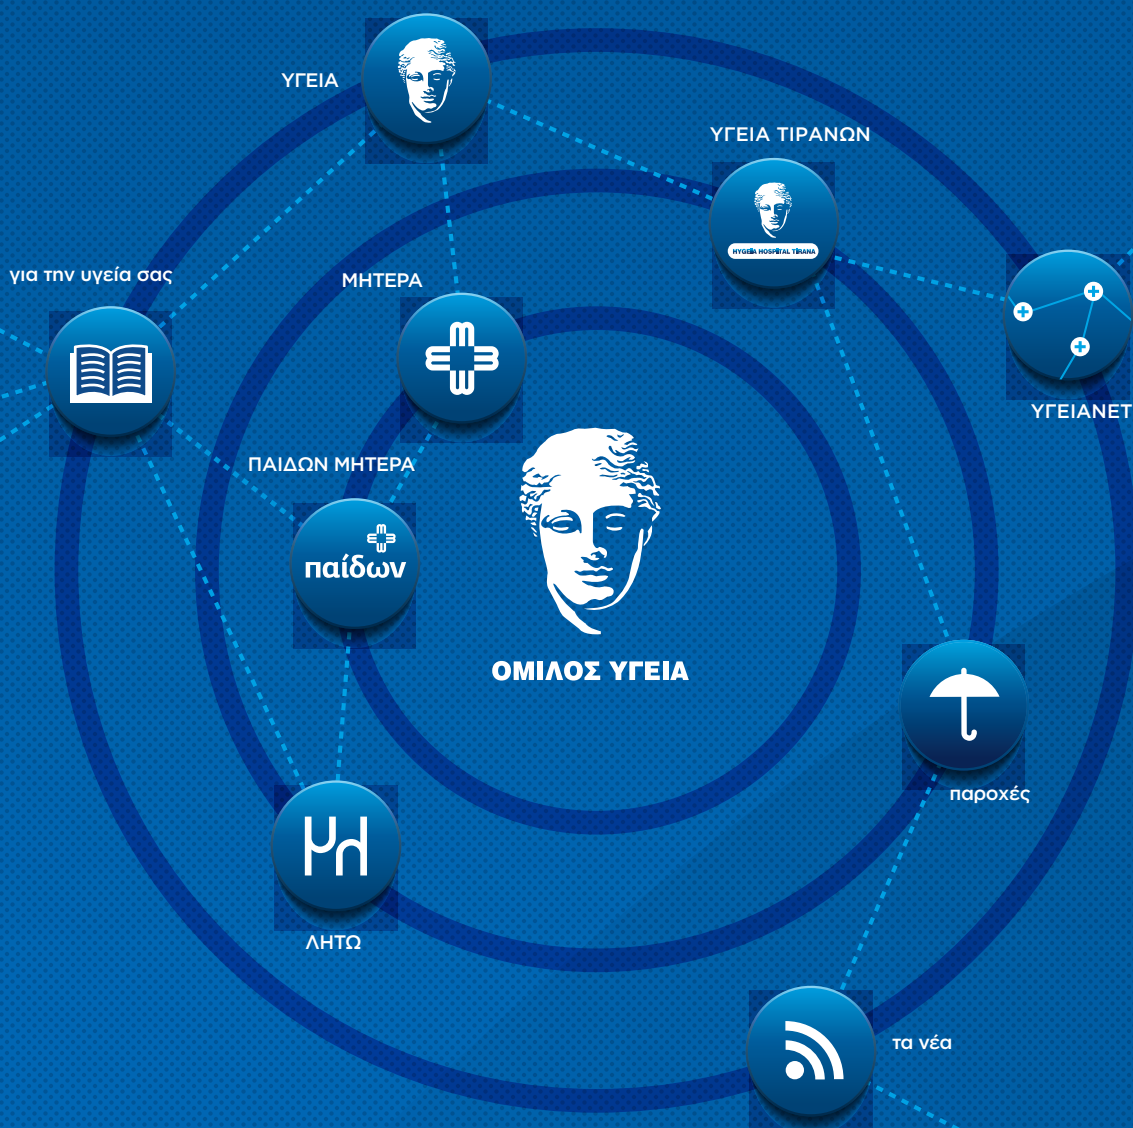 ΥΓΕΙΑ
ΥΓΕΙΑ ΤΙΡΑΝΩΝ
HYGEIA HOSPITAL TIRANA
για την υγεία σας
ΜΗΤΕΡΑ
ΥΓΕΙΑΝΕΤ
ΠΑΙΔΩΝ ΜΗΤΕΡΑ
παίδων
ΟΜΙΛΟΣ ΥΓΕΙΑ
παροχές
ΛΗΤΩ
τα νέα